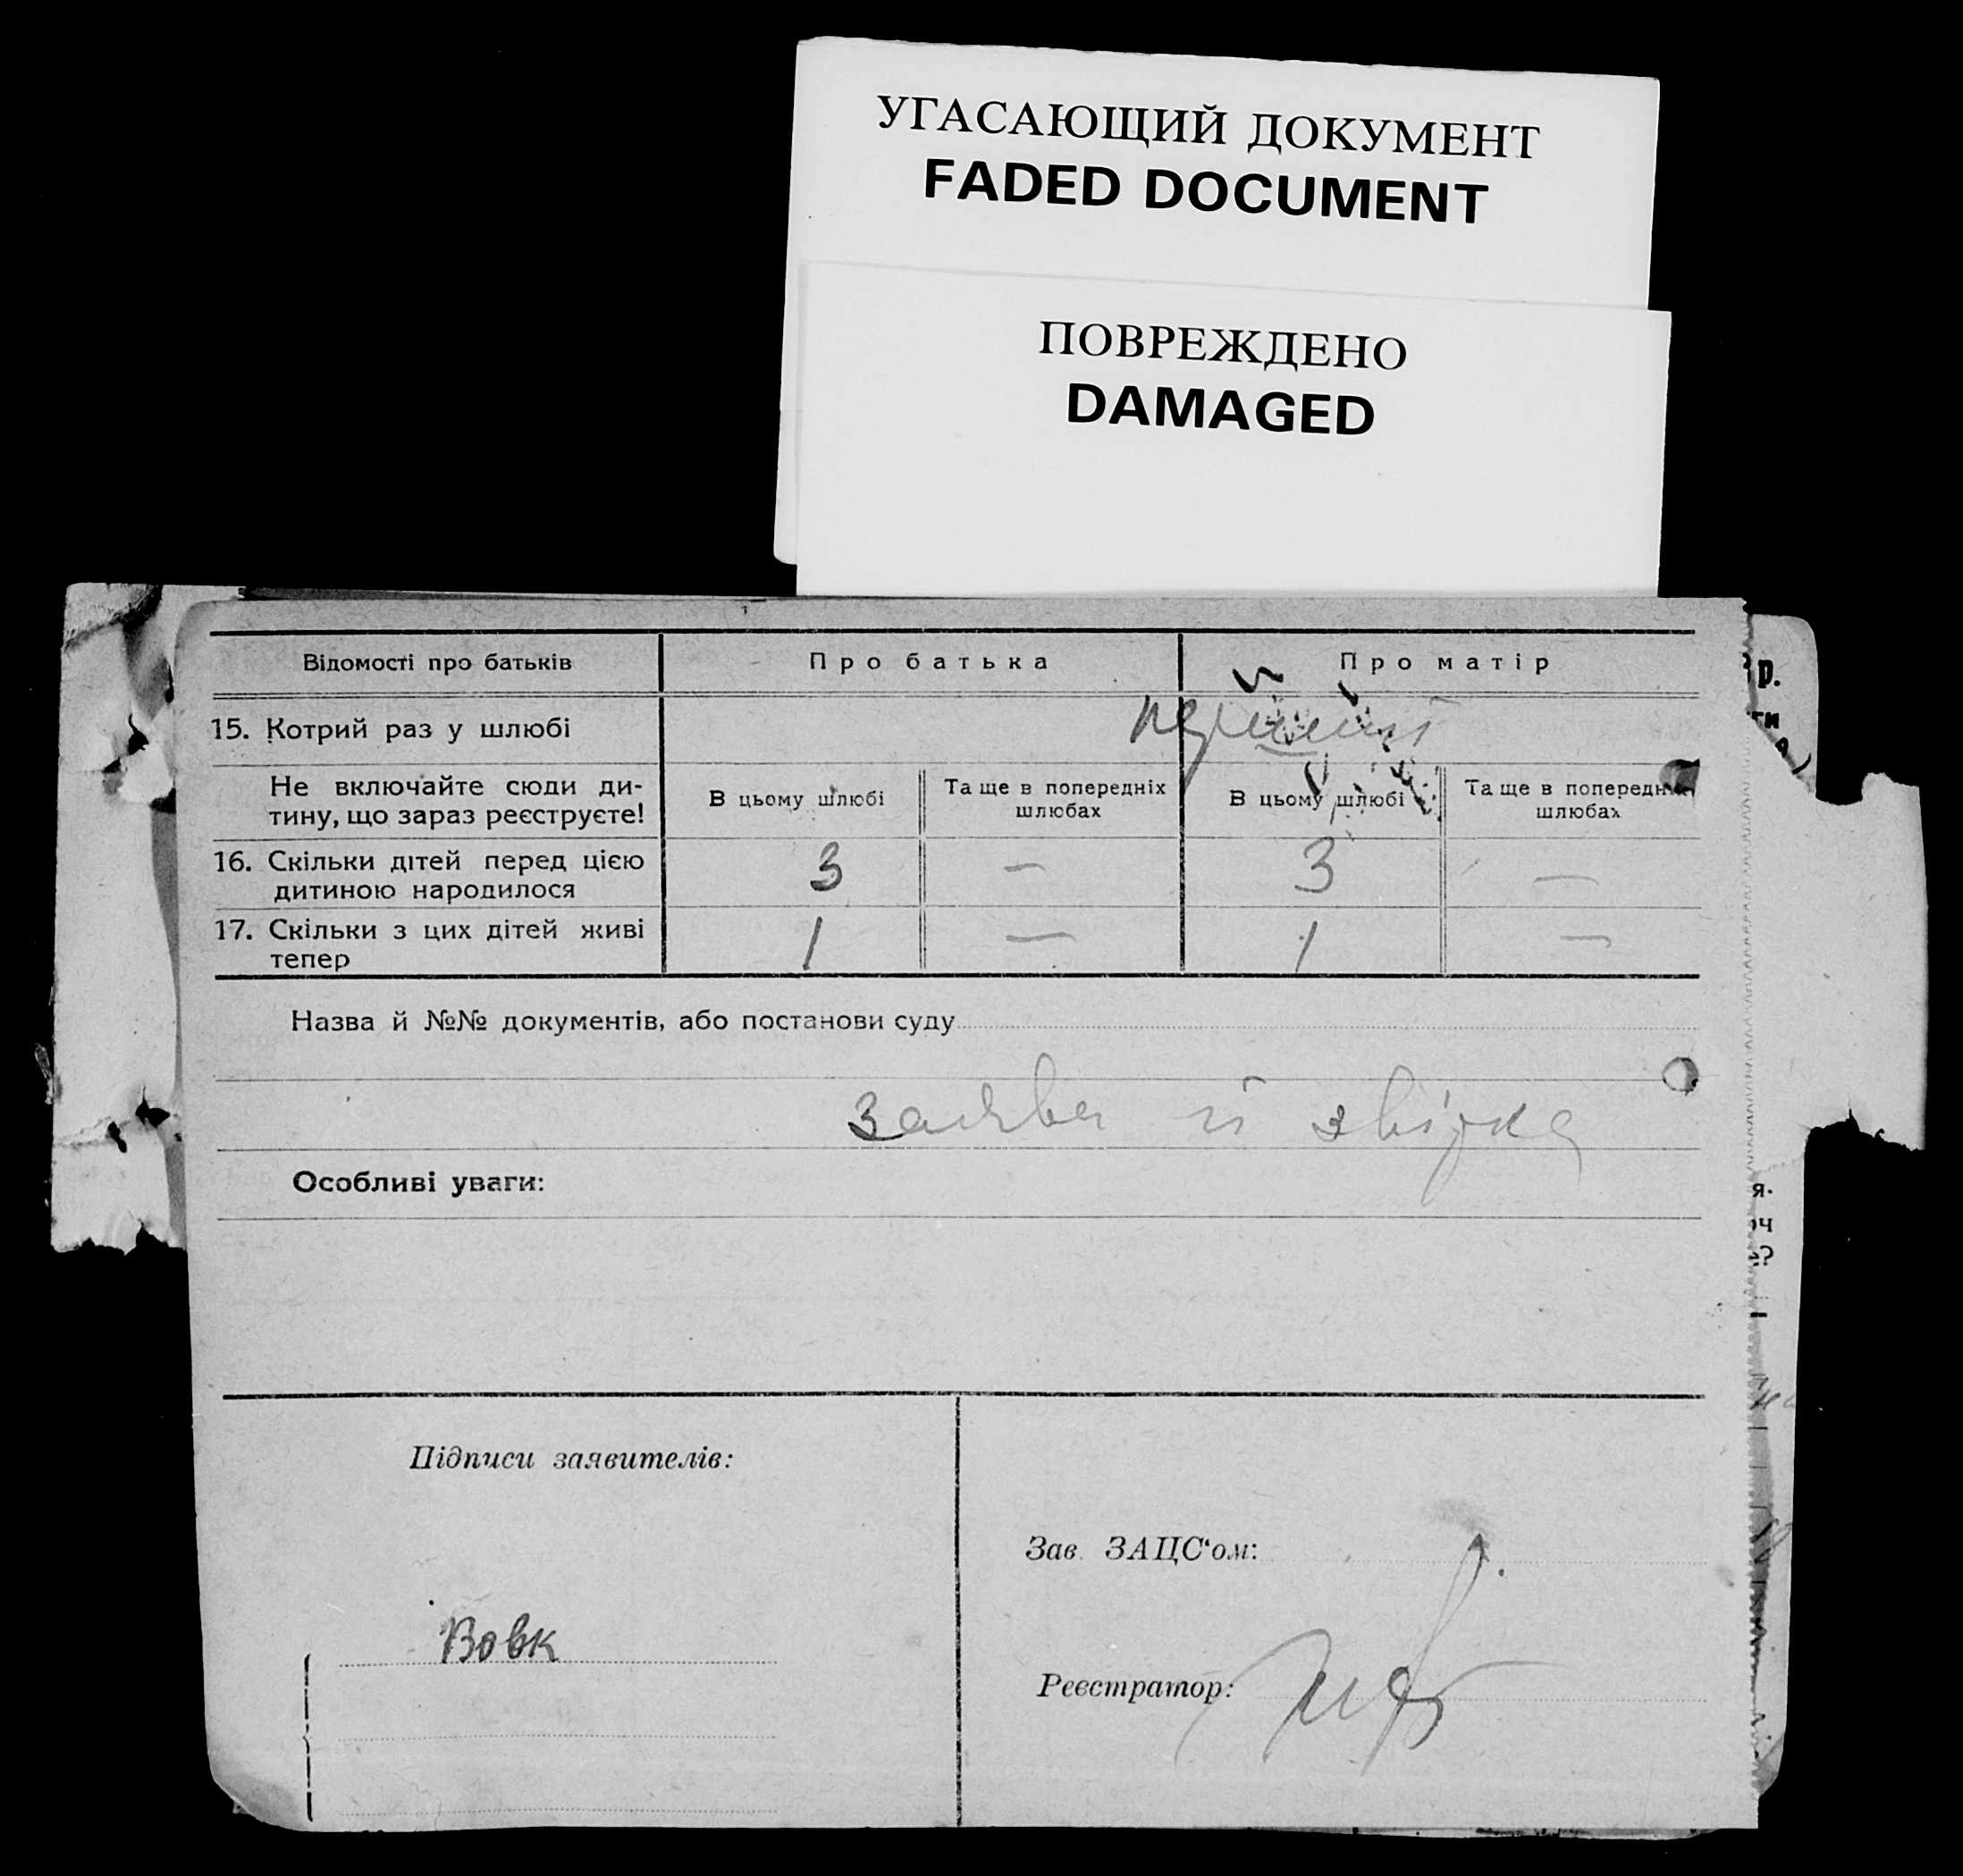 УГАСАЮЩИЙ ДОКУМЕНТ
FADED DOCUMENT
ПОВРЕЖДЕНО
DAMAGED
Відомості про батьків
Про батька
Про матір
15. Котрий раз у шлюбі
Не включайте сюди ди-
тину, що зараз реєструєте!
В цьому шлюбі
Та ще в попередніх
шлюбах
В цьому шлюбі
Та ще в попередніх
шлюбах
16. Скільки дітей перед цією
дитиною народилося
3 — 3 —
17. Скільки з цих дітей живі
тепер
1 — 1 —
Назва й №№ документів, або постанови суду
заява й
Особливі уваги:
Підписи заявителів:
Вовк
Зав. ЗАЦС'ом:
Реєстратор:
р.
я.
оч
?